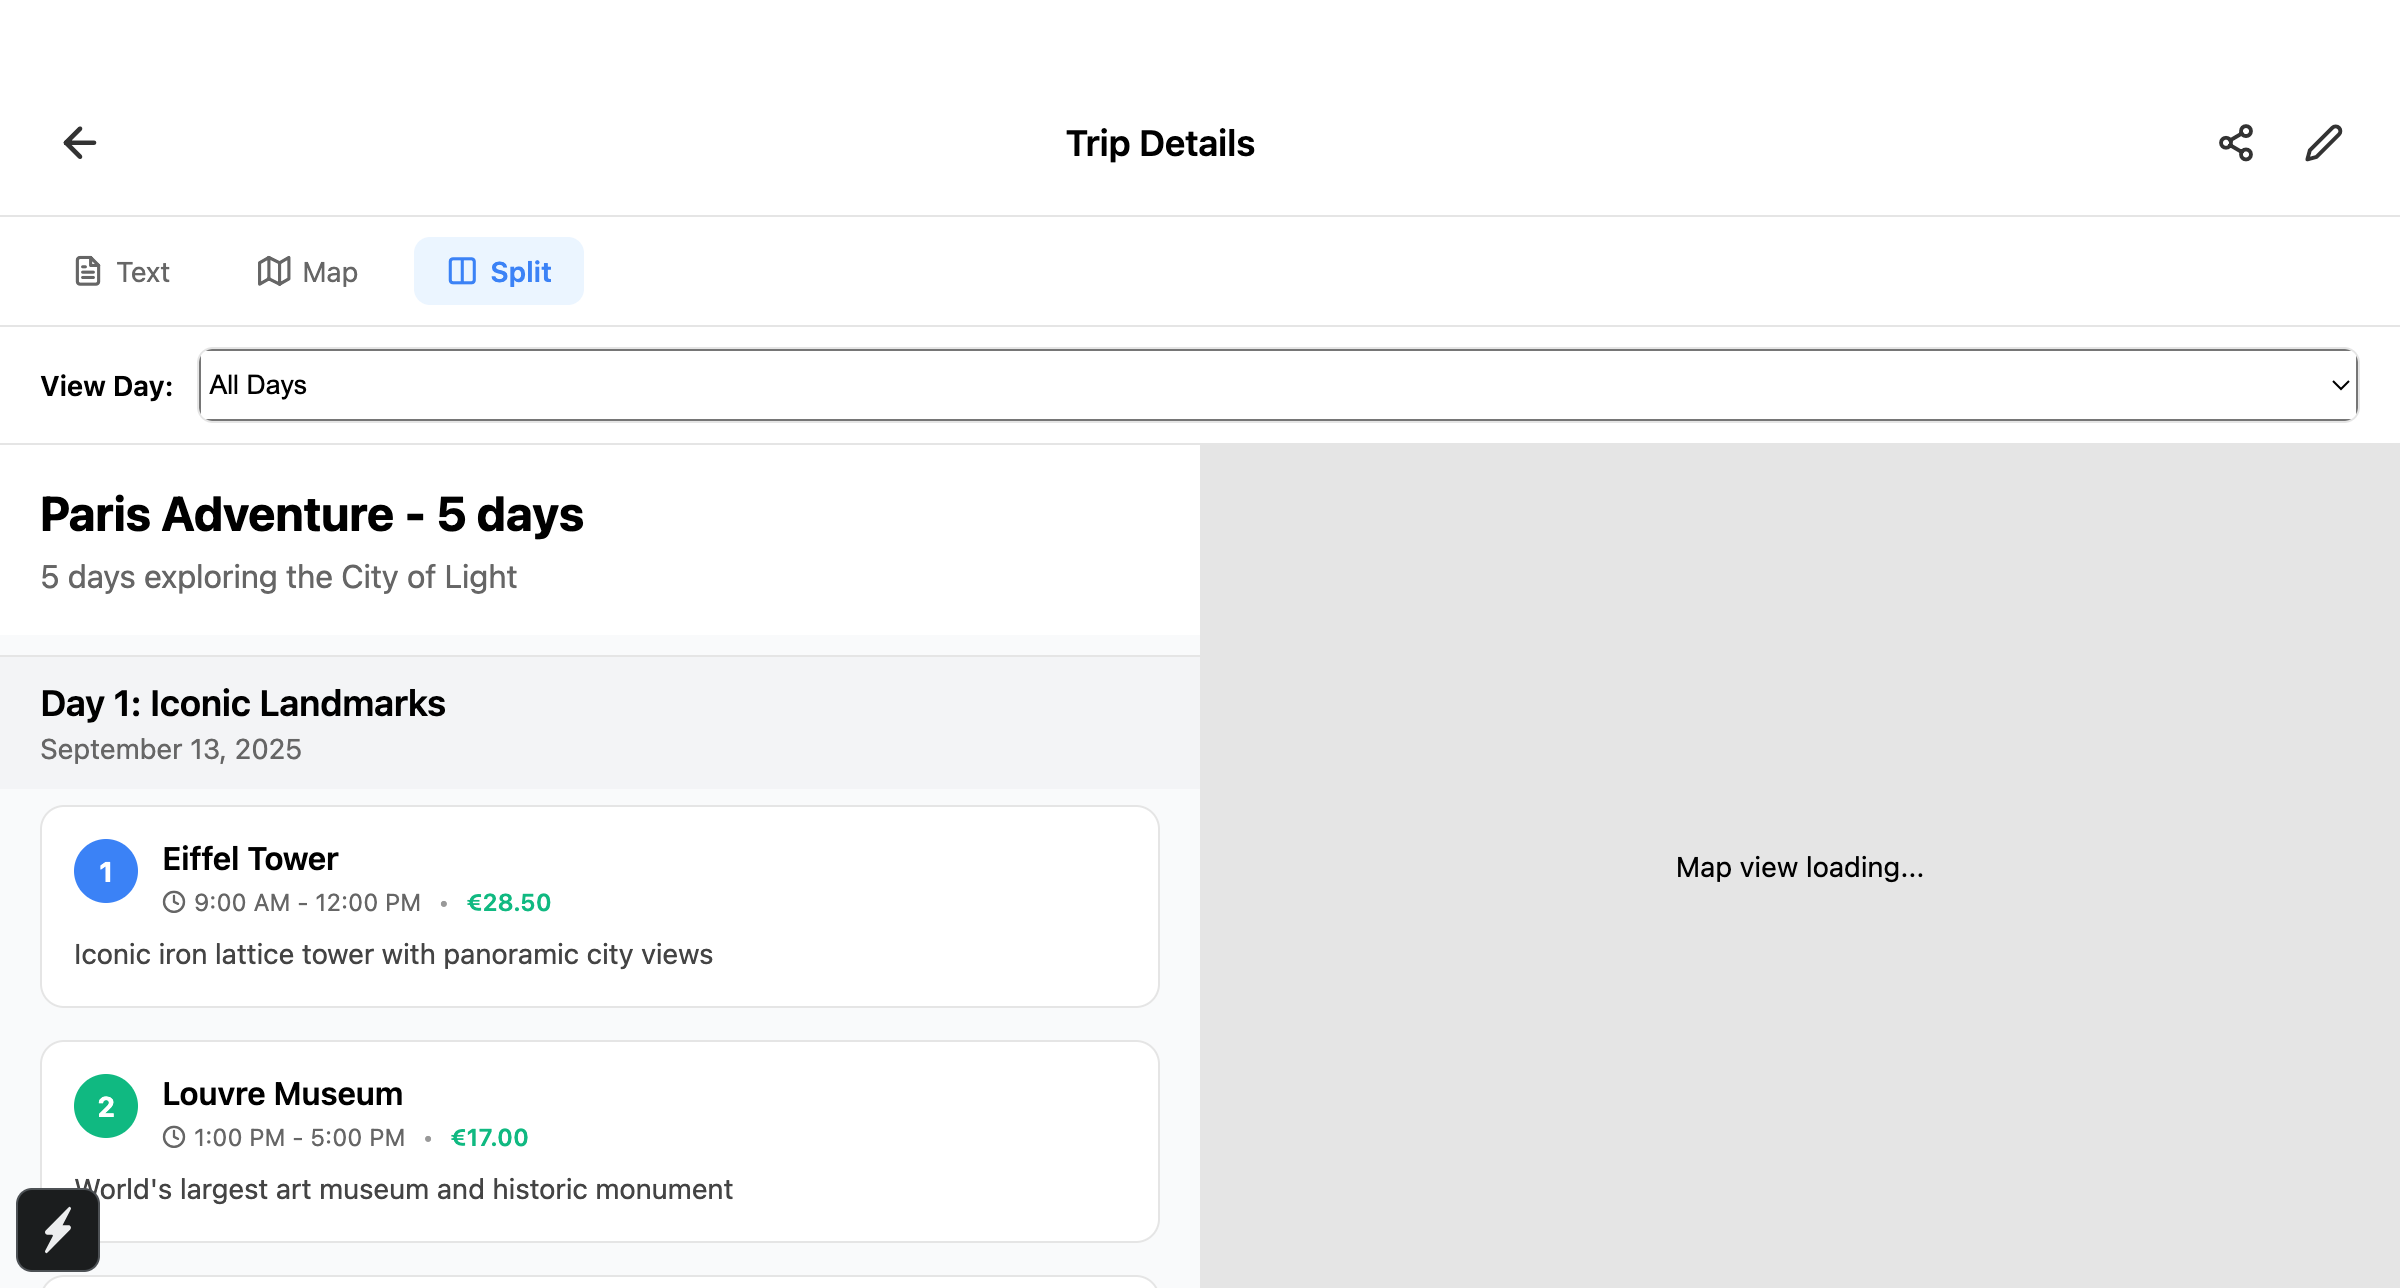 Trip Details
Text
Map
Split
View Day:
All Days
Paris Adventure - 5 days
5 days exploring the City of Light
Day 1: Iconic Landmarks
September 13, 2025
1
Eiffel Tower
9:00 AM - 12:00 PM • €28.50
Iconic iron lattice tower with panoramic city views
2
Louvre Museum
1:00 PM - 5:00 PM • €17.00
World's largest art museum and historic monument
Map view loading...